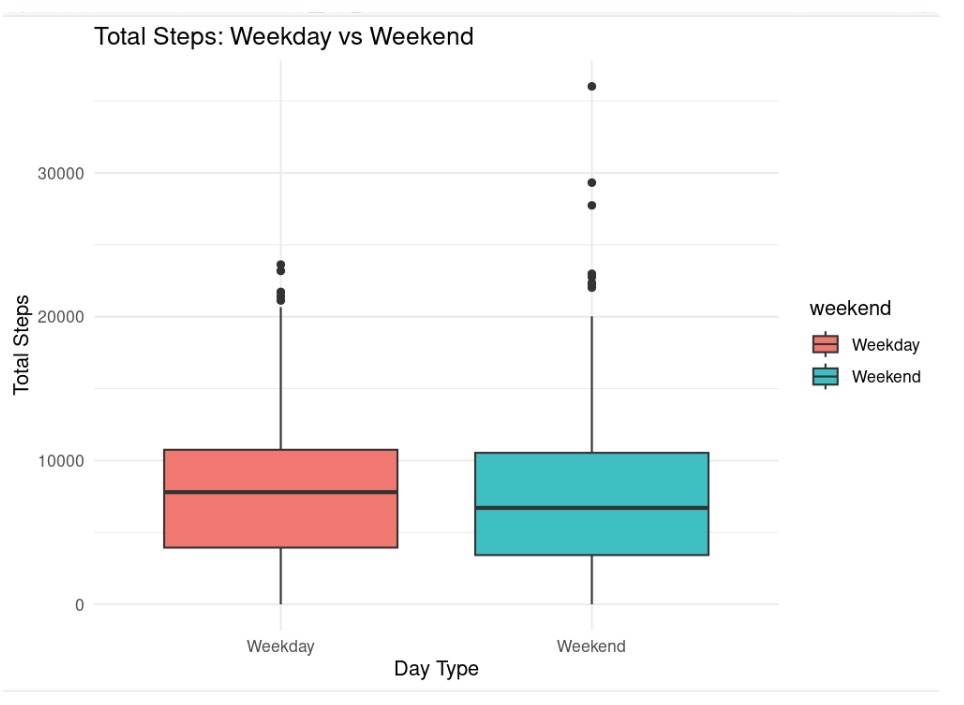 Total Steps: Weekday vs Weekend
30000
20000
10000
0
Total Steps
Weekday
Weekend
Day Type
weekend
Weekday
Weekend